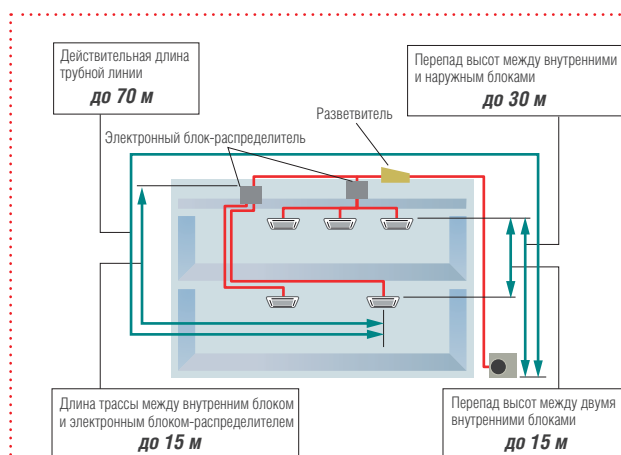 Действительная длина
трубной линии
до 70 м
Перепад высот между внутренними
и наружным блоками
до 30 м
Разветвитель
Электронный блок-распределитель
Длина трассы между внутренним блоком
и электронным блоком-распределителем
до 15 м
Перепад высот между двумя
внутренними блоками
до 15 м